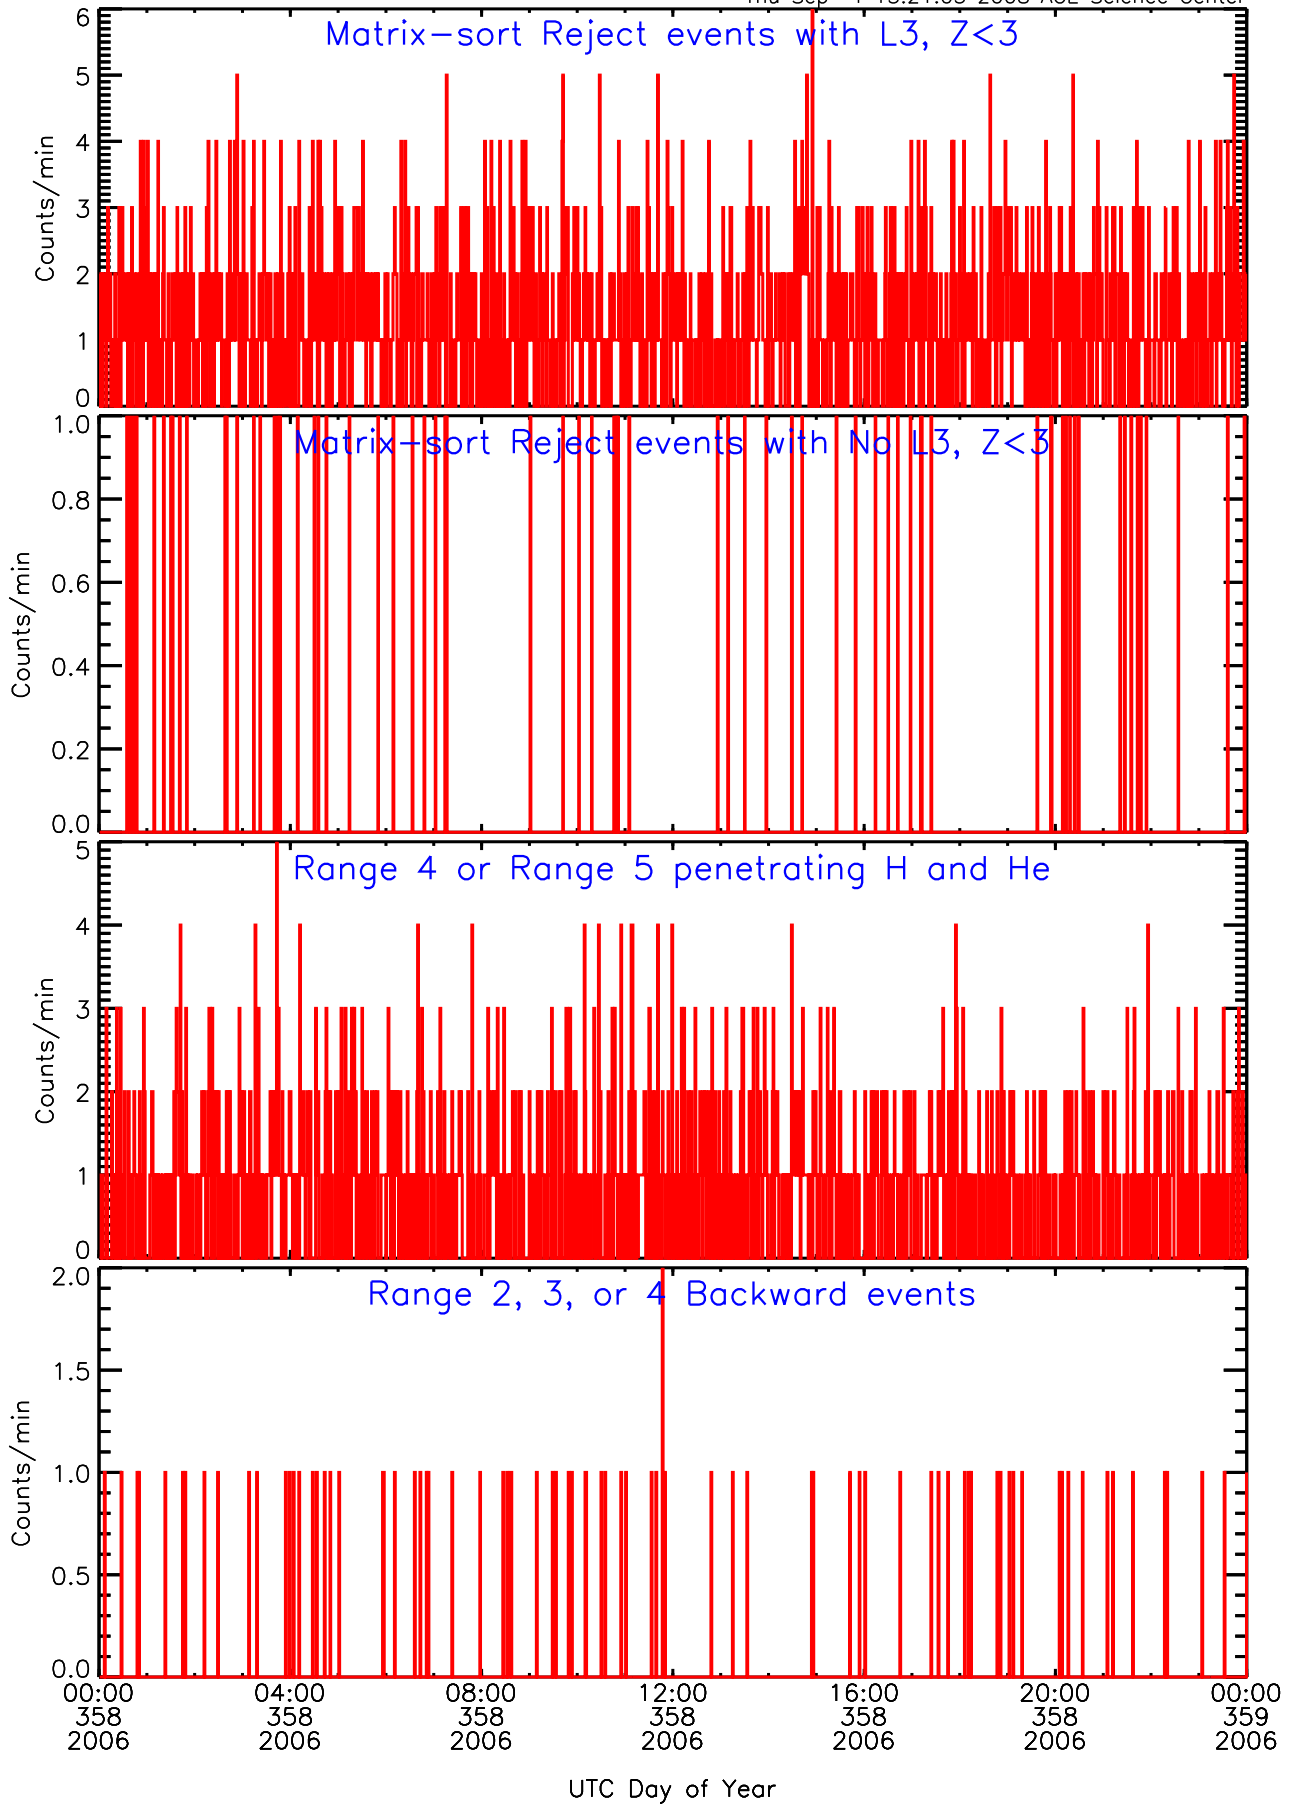 Matrix-sort Reject events with L3, Z<3
6
5
4
3
2
1
0
Counts/min
Matrix-sort Reject events with No L3, Z<3
1.0
0.8
0.6
0.4
0.2
0.0
Counts/min
Range 4 or Range 5 penetrating H and He
5
4
3
2
1
0
Counts/min
Range 2, 3, or 4 Backward events
2.0
1.5
1.0
0.5
0.0
Counts/min
00:00 04:00 08:00 12:00 16:00 20:00 00:00
358 358 358 358 358 358 359
2006 2006 2006 2006 2006 2006 2006
UTC Day of Year